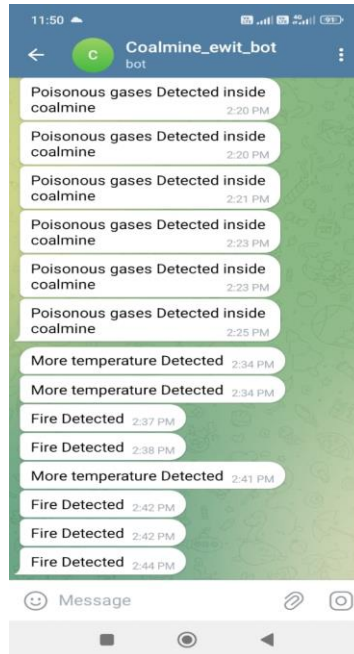 11:50
91
C
Coalmine_ewit_bot
bot
Poisonous gases Detected inside
coalmine 2:20 PM
Poisonous gases Detected inside
coalmine 2:20 PM
Poisonous gases Detected inside
coalmine 2:21 PM
Poisonous gases Detected inside
coalmine 2:23 PM
Poisonous gases Detected inside
coalmine 2:23 PM
Poisonous gases Detected inside
coalmine 2:25 PM
More temperature Detected 2:34 PM
More temperature Detected 2:34 PM
Fire Detected 2:37 PM
Fire Detected 2:38 PM
More temperature Detected 2:41 PM
Fire Detected 2:42 PM
Fire Detected 2:42 PM
Fire Detected 2:44 PM
Message